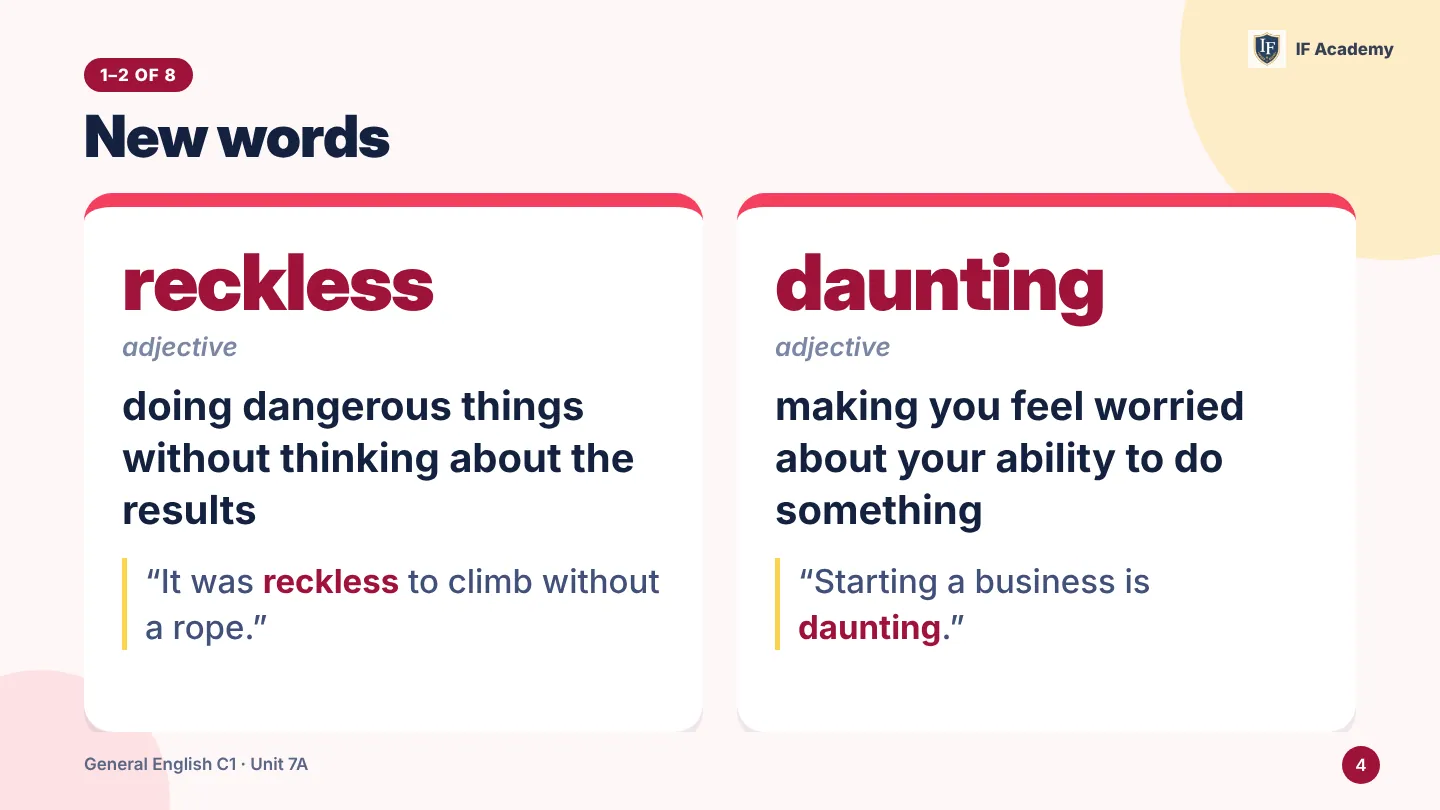 IF
IF Academy
1–2 OF 8
New words
reckless
adjective
doing dangerous things
without thinking about the
results
“It was reckless to climb without
a rope.”
daunting
adjective
making you feel worried
about your ability to do
something
“Starting a business is
daunting.”
General English C1 · Unit 7A
4